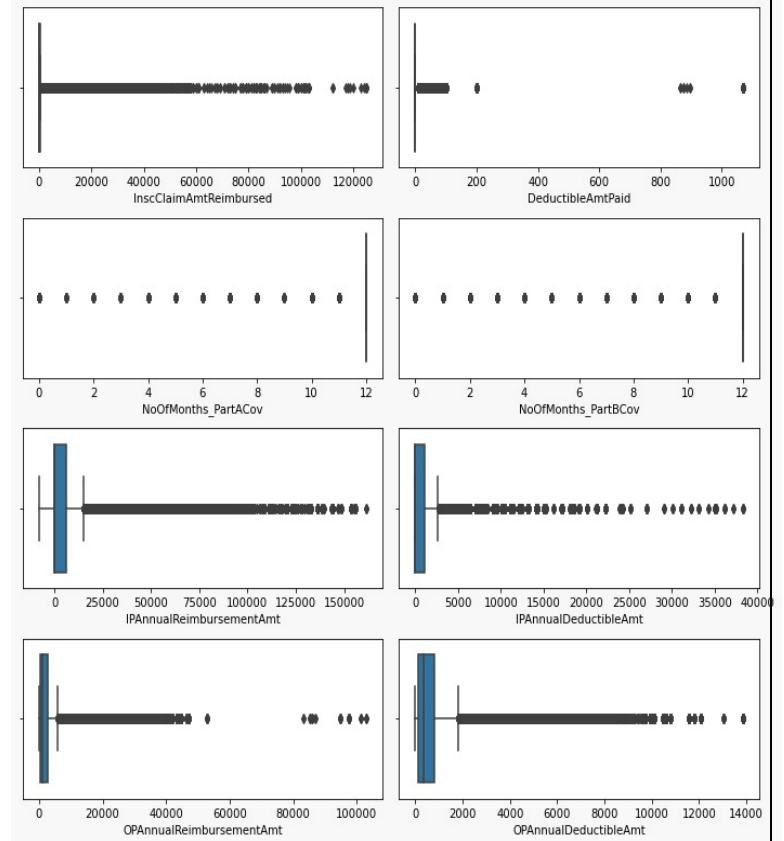 0 20000 40000 60000 80000 100000 120000
InscClaimAmtReimbursed
0 200 400 600 800 1000
DeductibleAmtPaid
0 2 4 6 8 10 12
NoOfMonths_PartACov
0 2 4 6 8 10 12
NoOfMonths_PartBCov
0 25000 50000 75000 100000 125000 150000
IPAnnualReimbursementAmt
0 5000 10000 15000 20000 25000 30000 35000 40000
IPAnnualDeductibleAmt
0 20000 40000 60000 80000 100000
OPAnnualReimbursementAmt
0 2000 4000 6000 8000 10000 12000 14000
OPAnnualDeductibleAmt